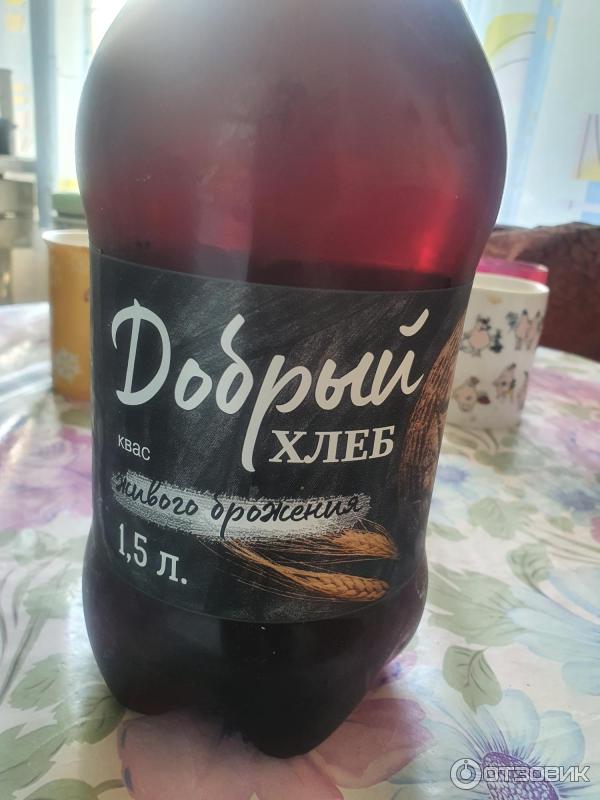 Добрый
квас ХЛЕБ
живого брожения
1,5 л.
ОТЗОВИК